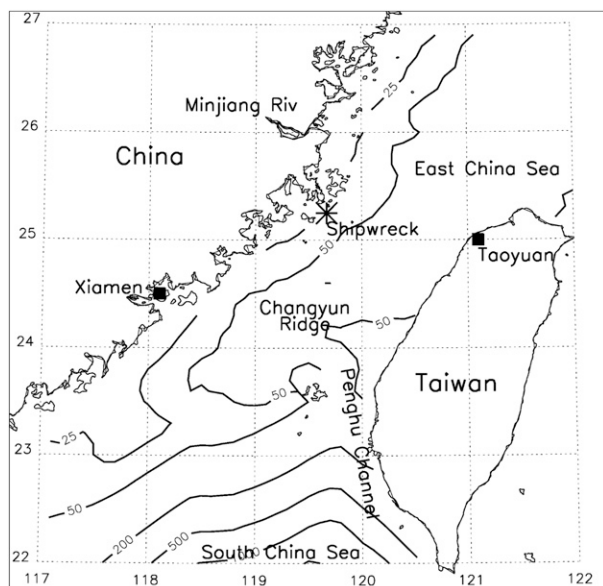 27
Minjiang Riv
25
26
China
East China Sea
Shipwreck
50
25
Taoyuan
Xiamen
Changyun
Ridge
50
24
Taiwan
50
Penghu Channel
25
23
50
200
500
South China Sea
22
117
118
119
120
121
122